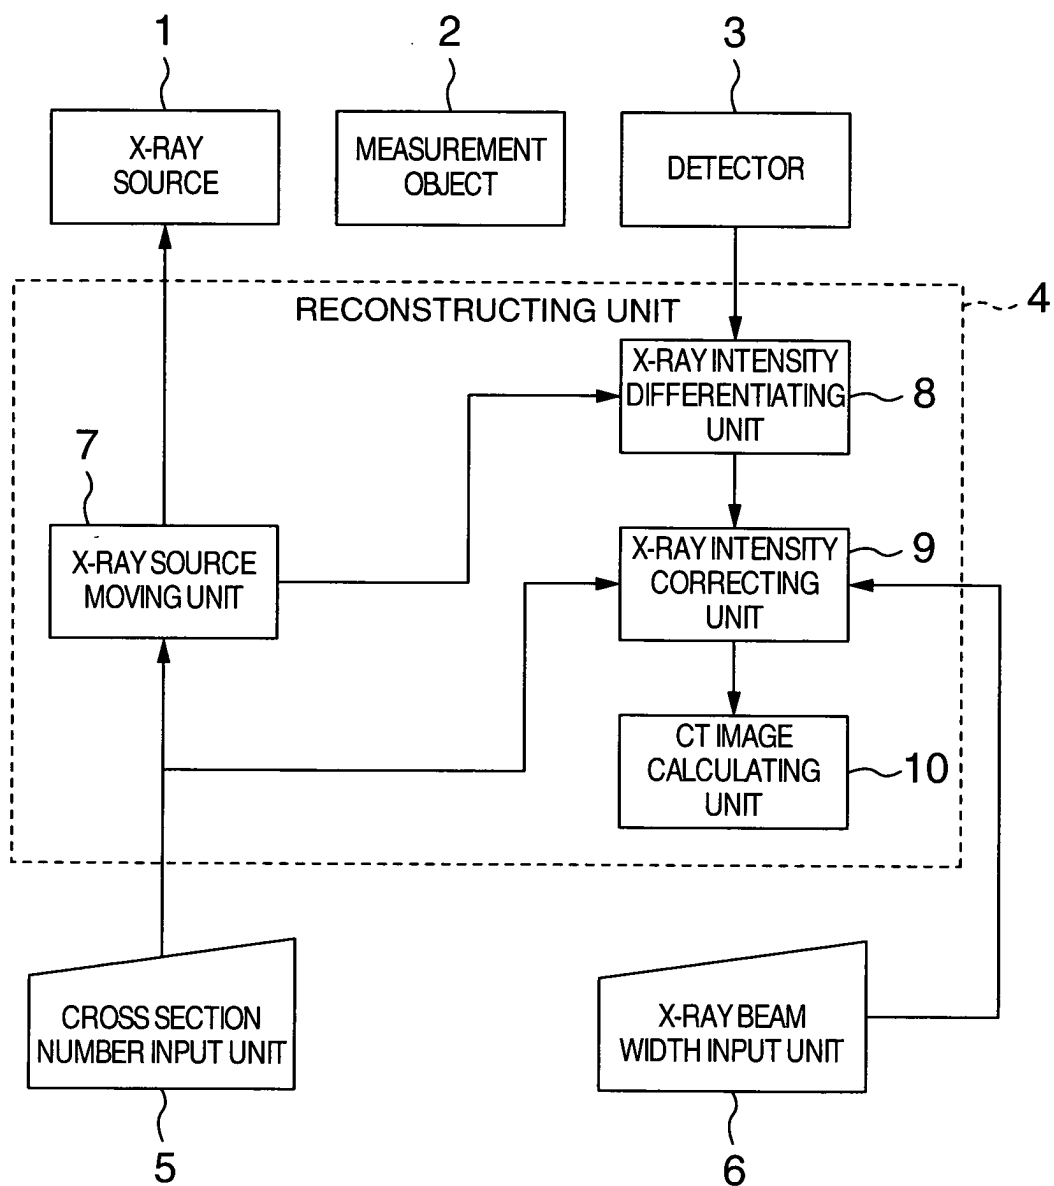 1
2
3
X-RAY
SOURCE
MEASUREMENT
OBJECT
DETECTOR
RECONSTRUCTING UNIT
4
X-RAY INTENSITY
DIFFERENTIATING
UNIT
8
7
X-RAY SOURCE
MOVING UNIT
X-RAY INTENSITY
CORRECTING
UNIT
9
CT IMAGE
CALCULATING
UNIT
10
CROSS SECTION
NUMBER INPUT UNIT
X-RAY BEAM
WIDTH INPUT UNIT
5
6